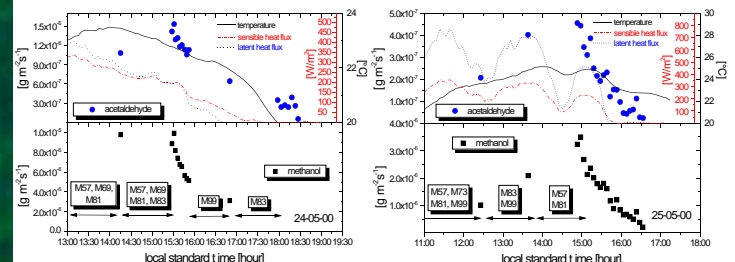 1.5x10⁻⁶
1.2x10⁻⁶
9.0x10⁻⁷
6.0x10⁻⁷
3.0x10⁻⁷
[g m⁻²s⁻¹]
temperature
sensible heat flux
latent heat flux
acetaldehyde
500
450
400
350
300
250
200
150
100
50
0
[W/m²]
24
22
20
[°C]
1.0x10⁻⁵
8.0x10⁻⁶
6.0x10⁻⁶
4.0x10⁻⁶
2.0x10⁻⁶
0.0
[g m⁻²s⁻¹]
methanol
M57, M69,
M81
M57, M69
M81, M83
M99
M83
24-05-00
13:00 13:30 14:00 14:30 15:00 15:30 16:00 16:30 17:00 17:30 18:00 18:30 19:00 19:30
local standard time [hour]
5.0x10⁻⁷
4.0x10⁻⁷
3.0x10⁻⁷
2.0x10⁻⁷
1.0x10⁻⁷
[g m⁻²s⁻¹]
temperature
sensible heat flux
latent heat flux
acetaldehyde
800
700
600
500
400
300
200
100
[W/m²]
30
28
26
24
22
20
[°C]
4.0x10⁻⁶
3.0x10⁻⁶
2.0x10⁻⁶
1.0x10⁻⁶
[g m⁻²s⁻¹]
methanol
M57, M73
M81, M99
M83
M99
M57
M81
25-05-00
11:00 12:00 13:00 14:00 15:00 16:00 17:00 18:00
local standard time [hour]